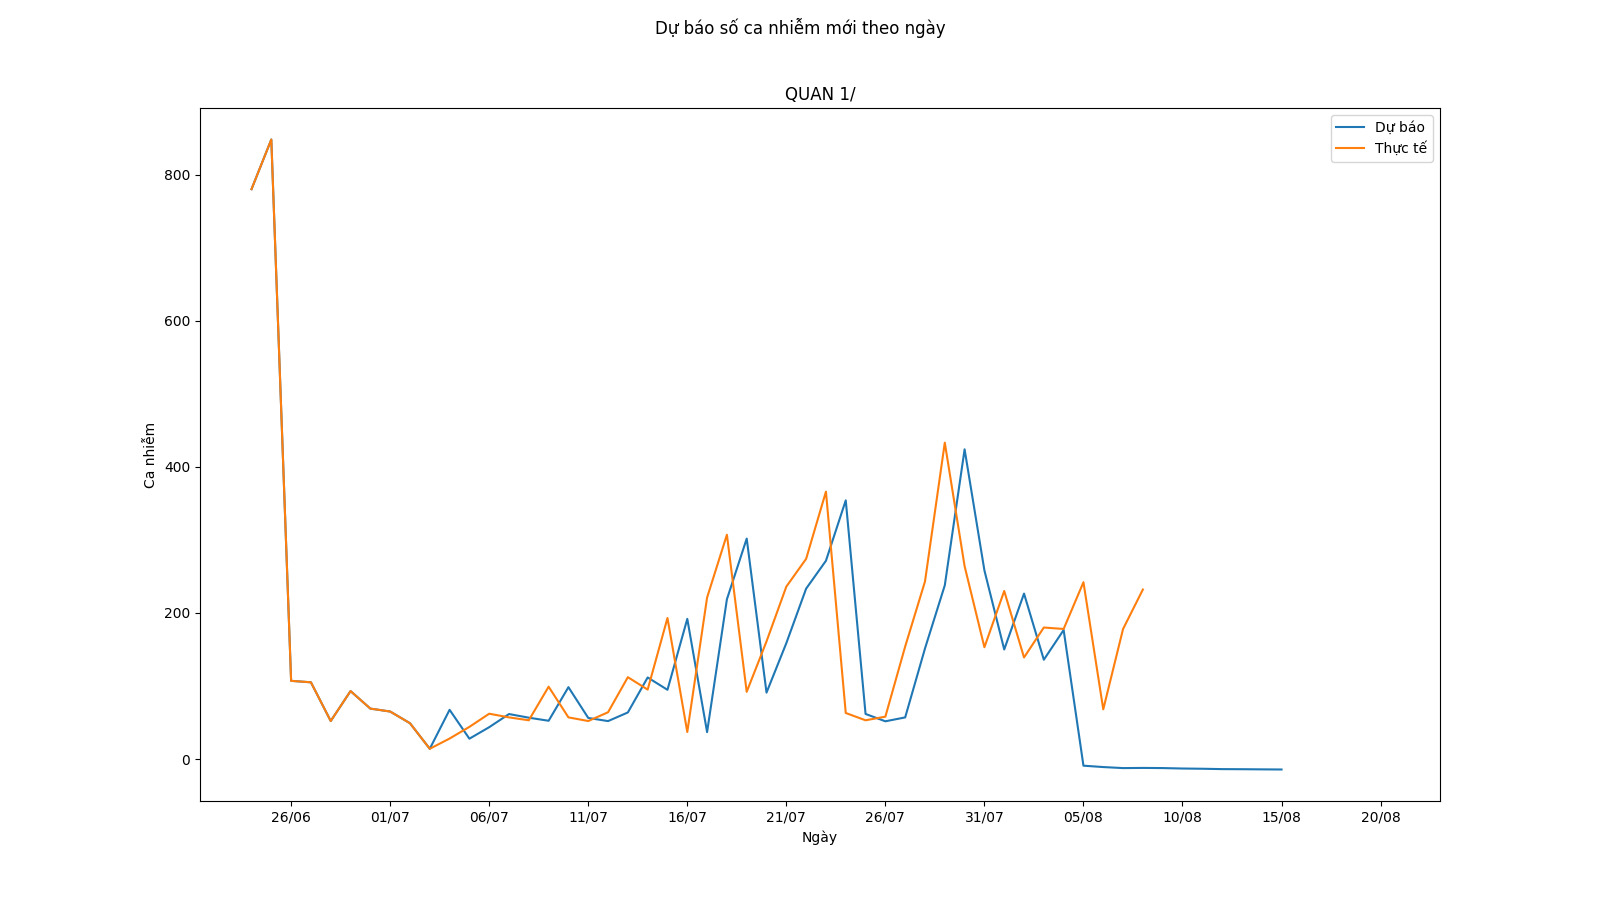 Dự báo số ca nhiễm mới theo ngày
QUAN 1/
Dự báo
Thực tế
800
600
400
200
0
Ca nhiễm
26/06 01/07 06/07 11/07 16/07 21/07 26/07 31/07 05/08 10/08 15/08 20/08
Ngày